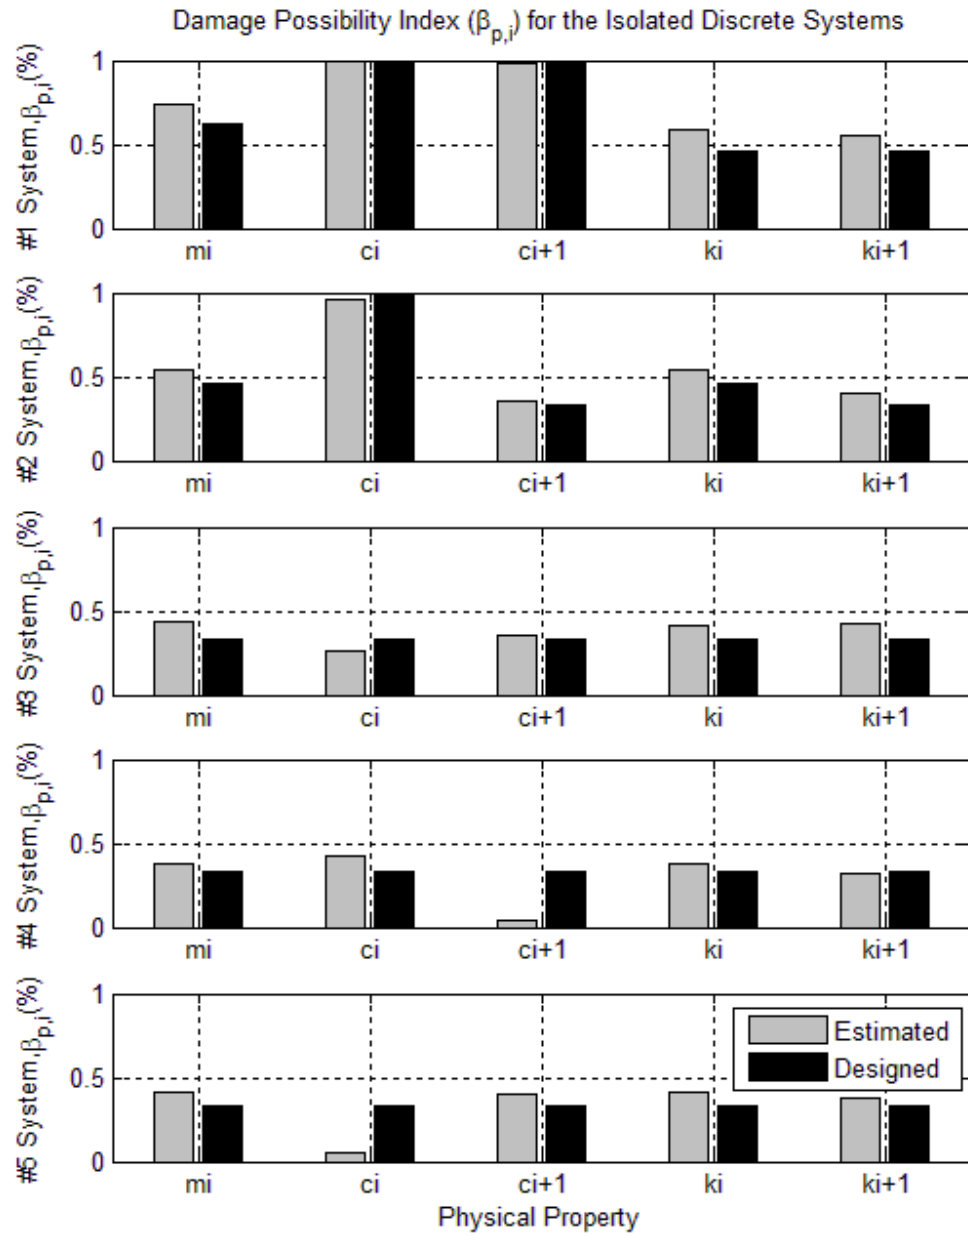 Damage Possibility Index (βp,i) for the Isolated Discrete Systems
#1 System,βp,i(%)
1
0.5
0
mi ci ci+1 ki ki+1
#2 System,βp,i(%)
1
0.5
0
mi ci ci+1 ki ki+1
#3 System,βp,i(%)
1
0.5
0
mi ci ci+1 ki ki+1
#4 System,βp,i(%)
1
0.5
0
mi ci ci+1 ki ki+1
#5 System,βp,i(%)
1
0.5
0
Estimated
Designed
mi ci ci+1 ki ki+1
Physical Property